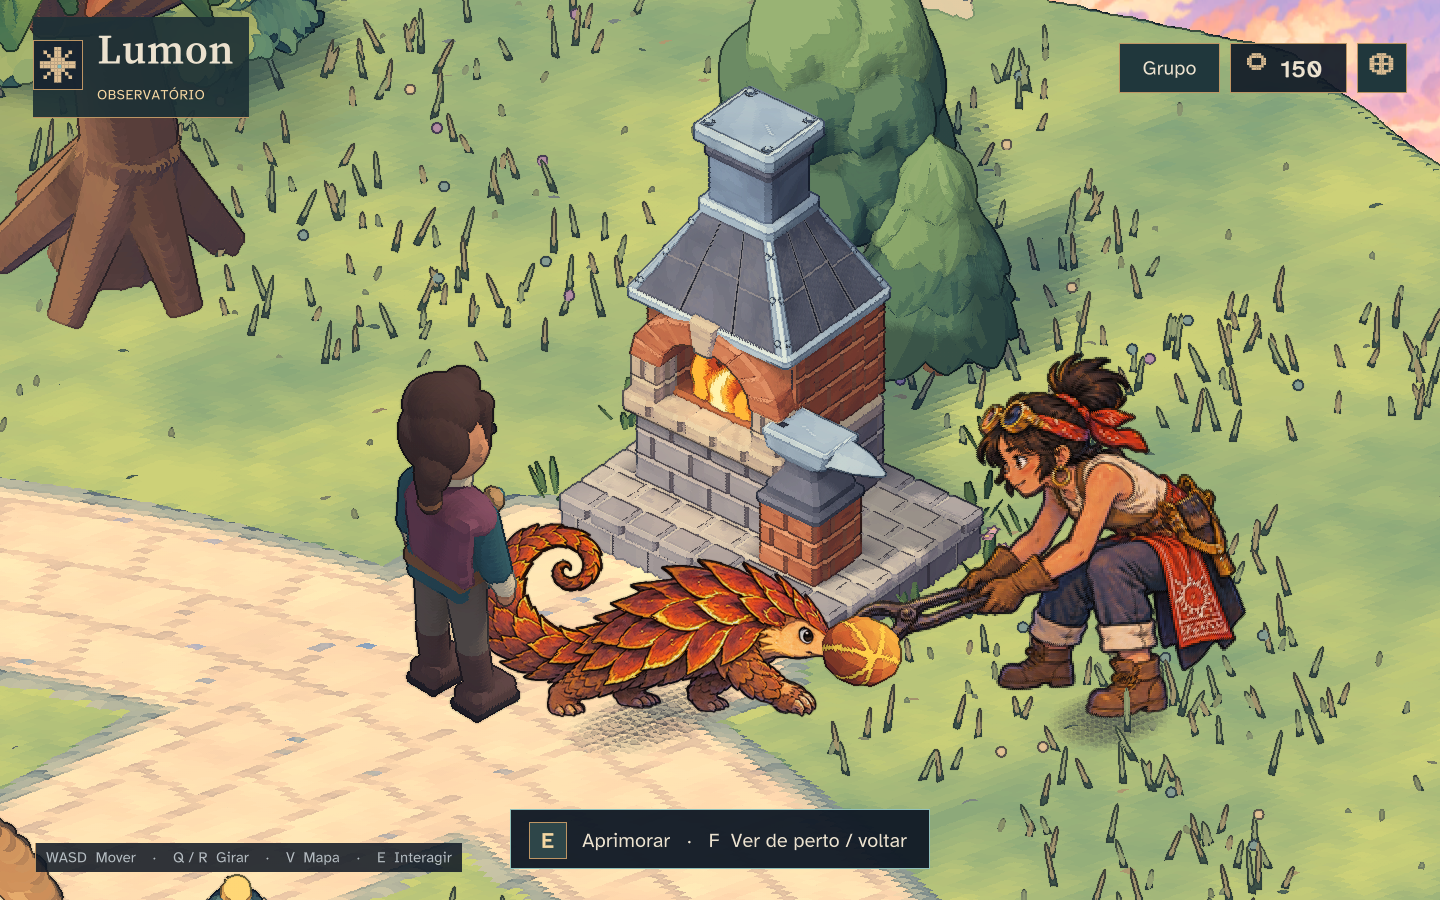 Lumon
OBSERVATÓRIO
Grupo
150
E Aprimorar · F Ver de perto / voltar
WASD Mover · Q / R Girar · V Mapa · E Interagir